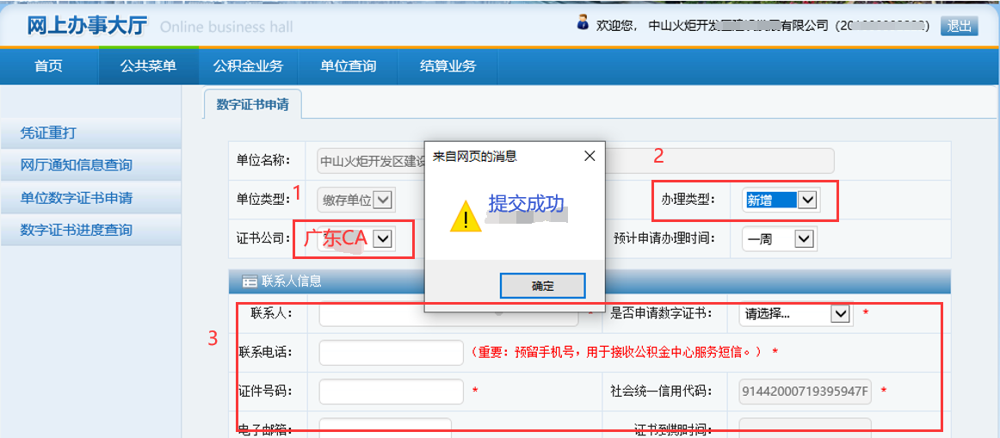 网上办事大厅 Online business hall 欢迎您, 中山火炬开发区建设发展有限公司 (20 ) 退出
首页 公共菜单 公积金业务 单位查询 结算业务
数字证书申请
凭证重打
网厅通知信息查询
单位数字证书申请
数字证书进度查询
单位名称: 中山火炬开发区建设 2
来自网页的消息
提交成功
确定
单位类型: 1 缴存单位 办理类型: 新增
证书公司: 广东CA 预计申请办理时间: 一周
联系人信息
3
联系人: * 是否申请数字证书: 请选择... *
联系电话: (重要: 预留手机号, 用于接收公积金中心服务短信。) *
证件号码: * 社会统一信用代码: 91442000719395947F *
电子邮箱: 证书到期时间: